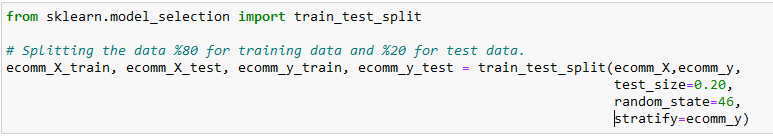 from sklearn.model_selection import train_test_split
# Splitting the data %80 for training data and %20 for test data.
ecomm_X_train, ecomm_X_test, ecomm_y_train, ecomm_y_test = train_test_split(ecomm_X,ecomm_y,
test_size=0.20,
random_state=46,
stratify=ecomm_y)